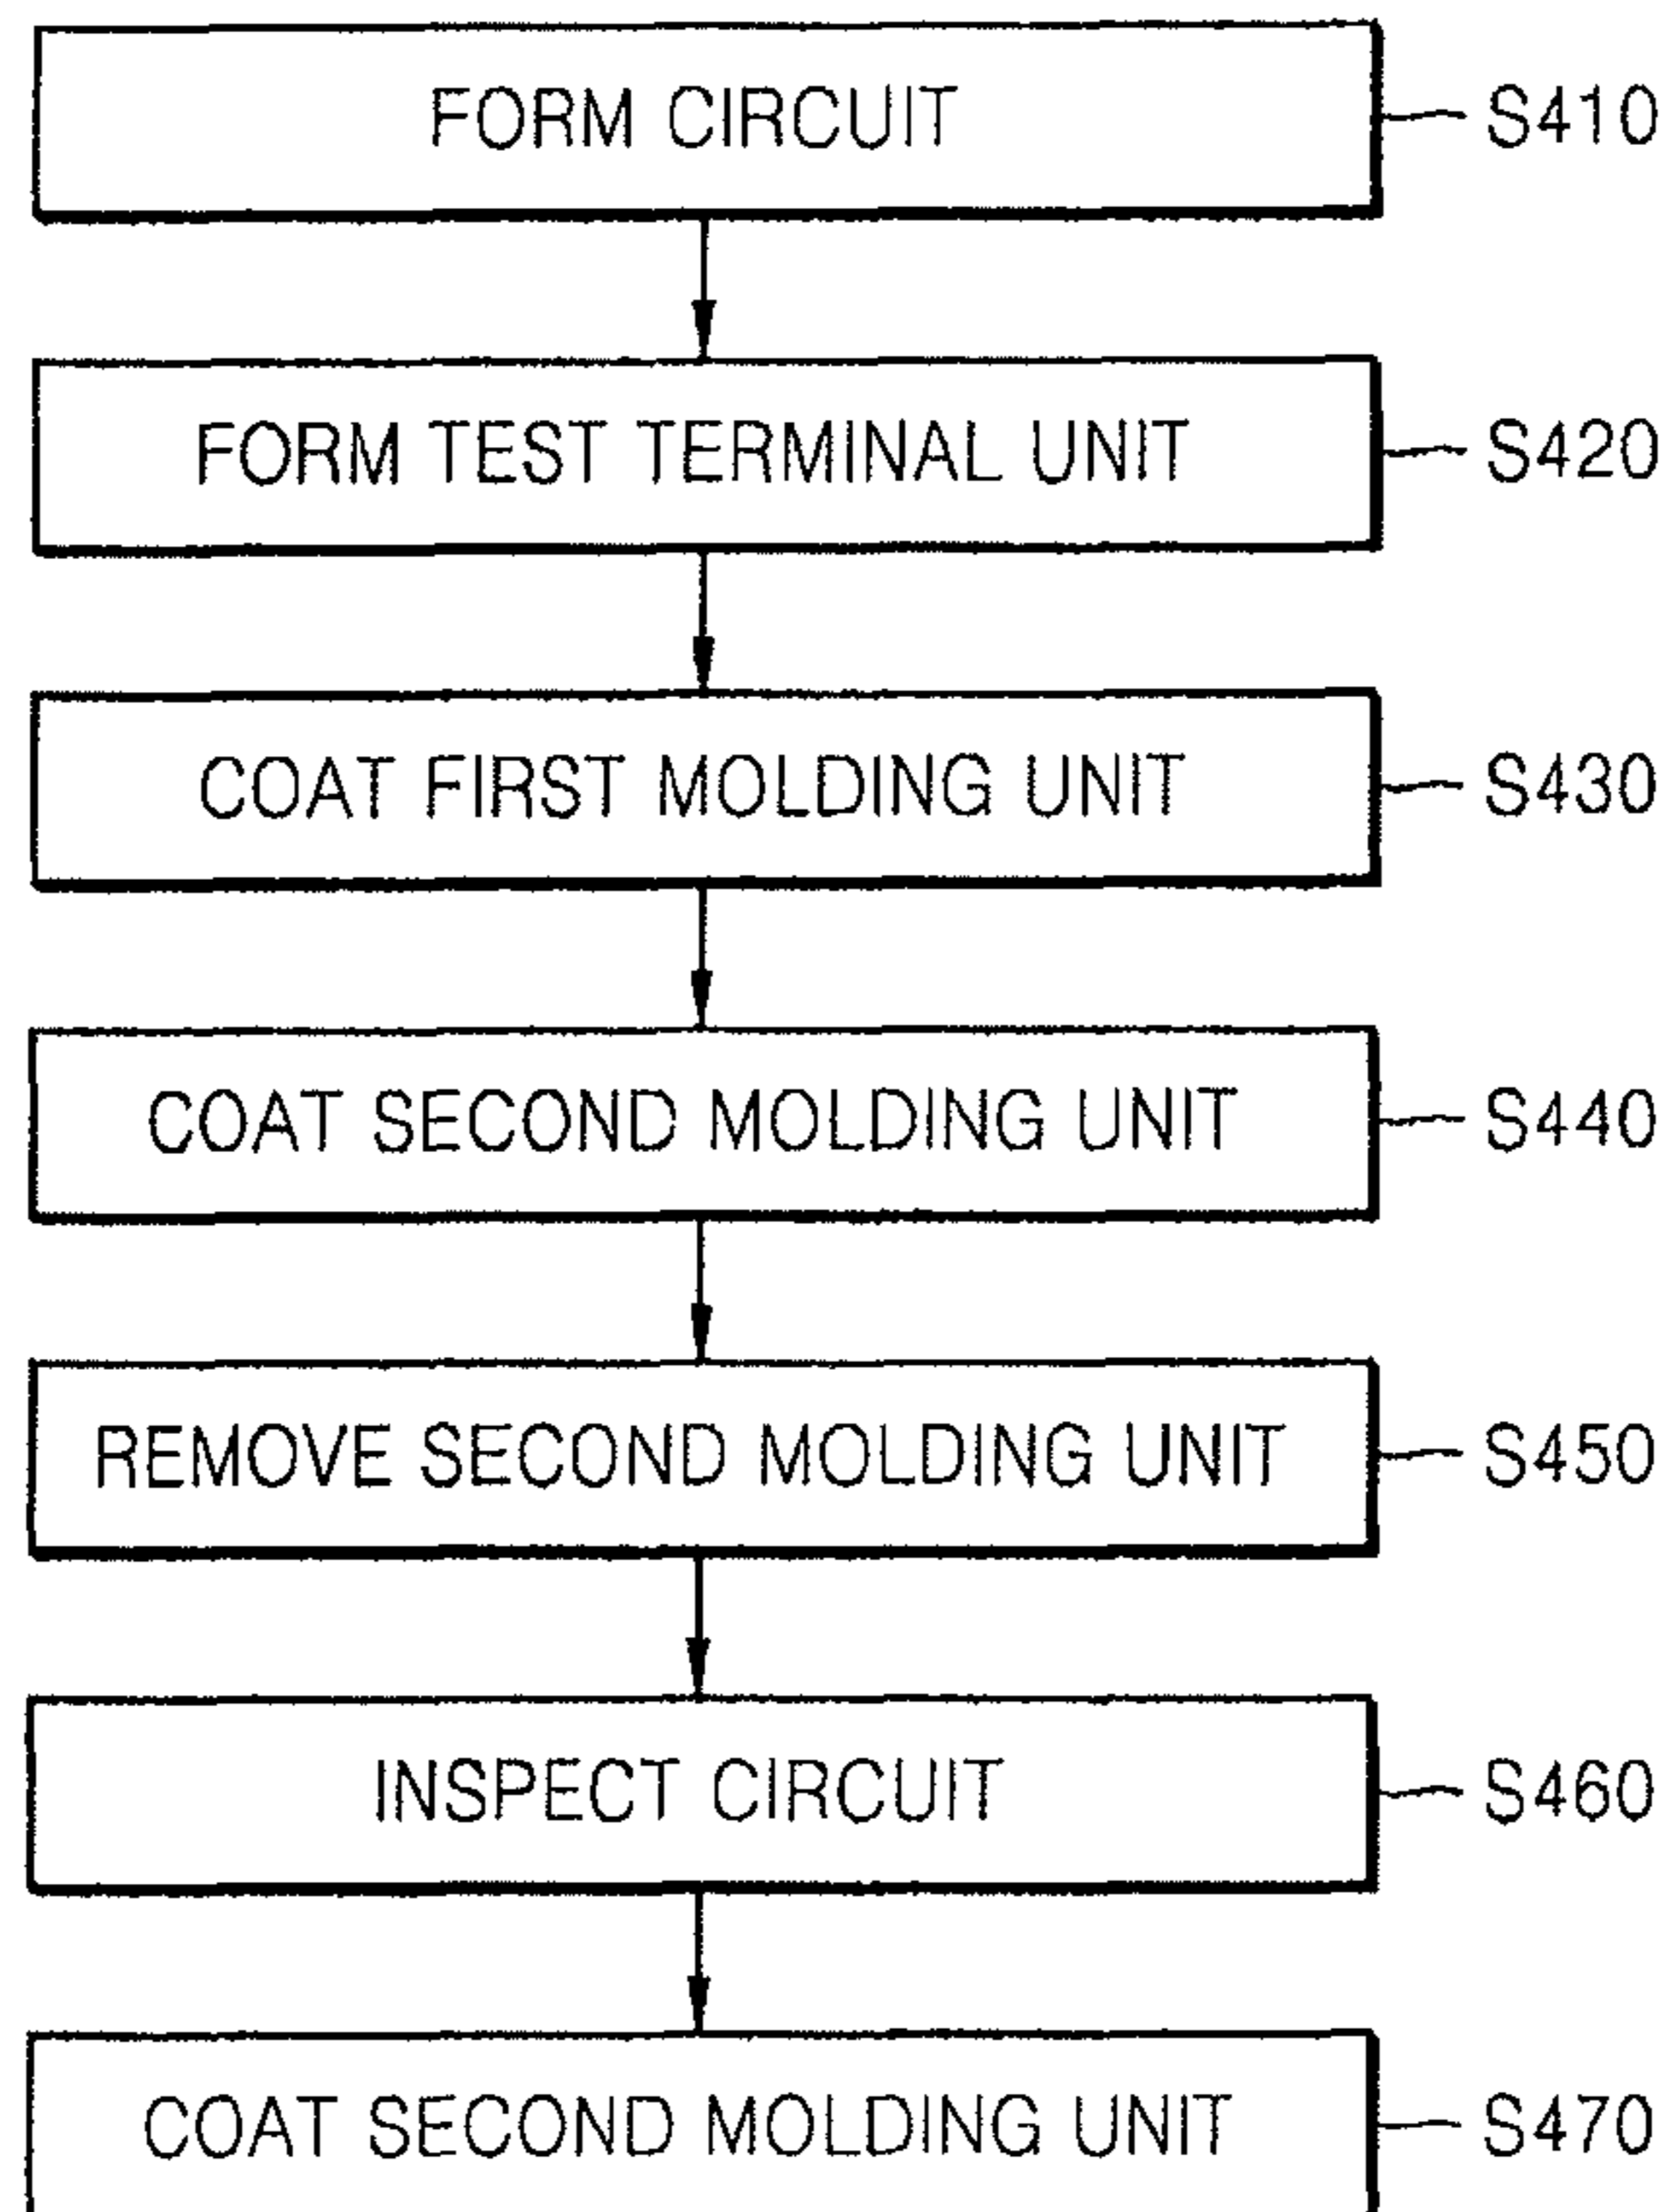 FORM CIRCUIT S410
FORM TEST TERMINAL UNIT S420
COAT FIRST MOLDING UNIT S430
COAT SECOND MOLDING UNIT S440
REMOVE SECOND MOLDING UNIT S450
INSPECT CIRCUIT S460
COAT SECOND MOLDING UNIT S470